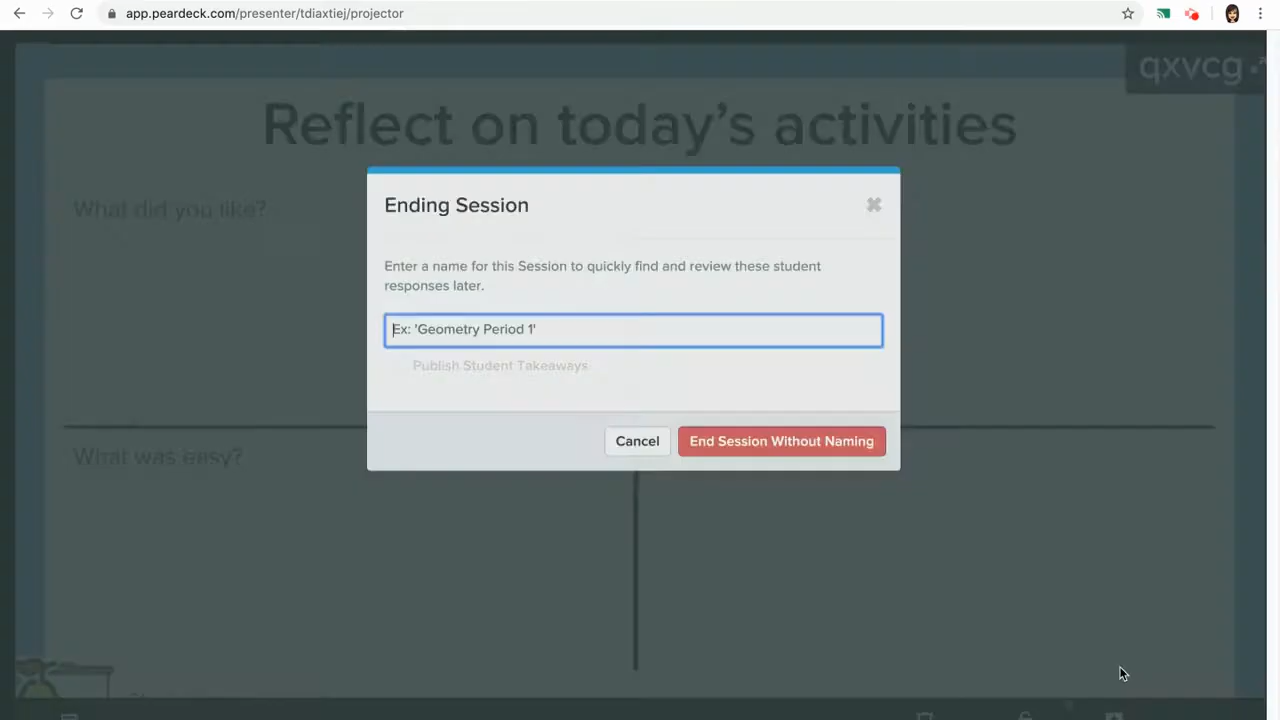 app.peardeck.com/presenter/tdiaxtiej/projector
qxvcg
Reflect on today's activities
What did you like?
Ending Session
Enter a name for this Session to quickly find and review these student
responses later.
Ex: 'Geometry Period 1'
Publish Student Takeaways
Cancel
End Session Without Naming
What was easy?